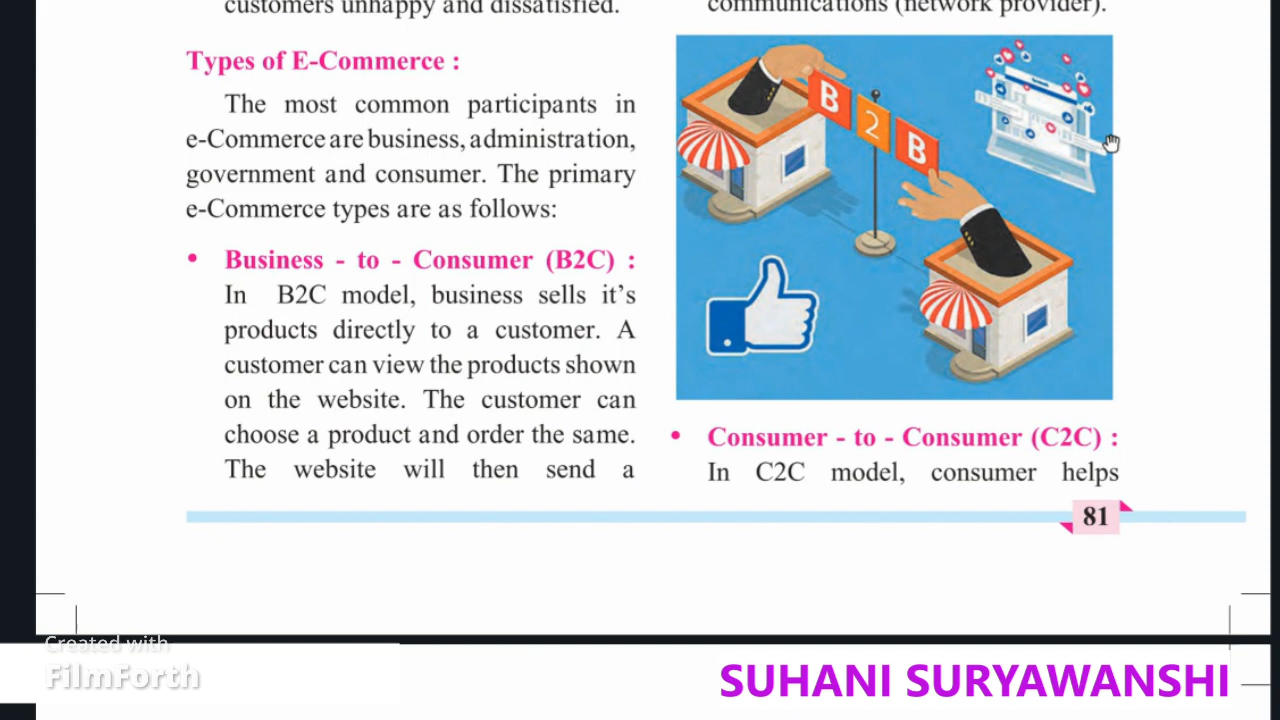 customers unhappy and dissatisfied.
Types of E-Commerce :
The most common participants in
e-Commerce are business, administration,
government and consumer. The primary
e-Commerce types are as follows:
• Business - to - Consumer (B2C) :
In B2C model, business sells it's
products directly to a customer. A
customer can view the products shown
on the website. The customer can
choose a product and order the same.
The website will then send a
communications (network provider).
B 2 B
• Consumer - to - Consumer (C2C) :
In C2C model, consumer helps
81
Created with
FilmForth
SUHANI SURYAWANSHI